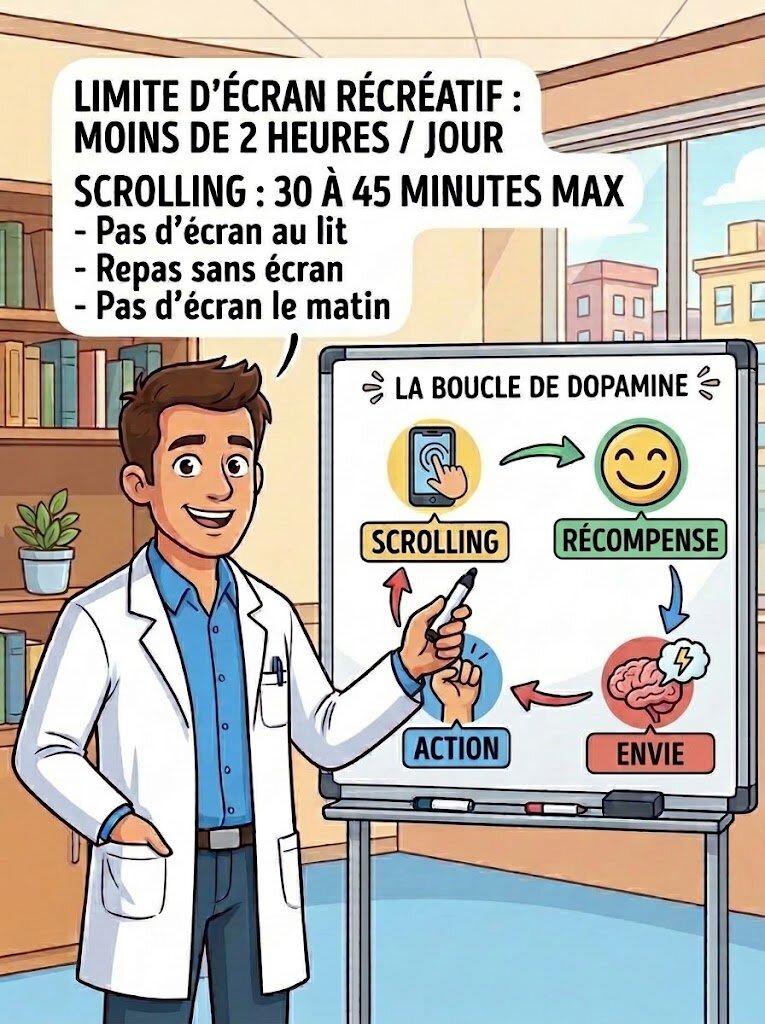 LIMITE D'ÉCRAN RÉCRÉATIF :
MOINS DE 2 HEURES / JOUR
SCROLLING : 30 À 45 MINUTES MAX
- Pas d'écran au lit
- Repas sans écran
- Pas d'écran le matin
LA BOUCLE DE DOPAMINE
SCROLLING
RÉCOMPENSE
ACTION
ENVIE